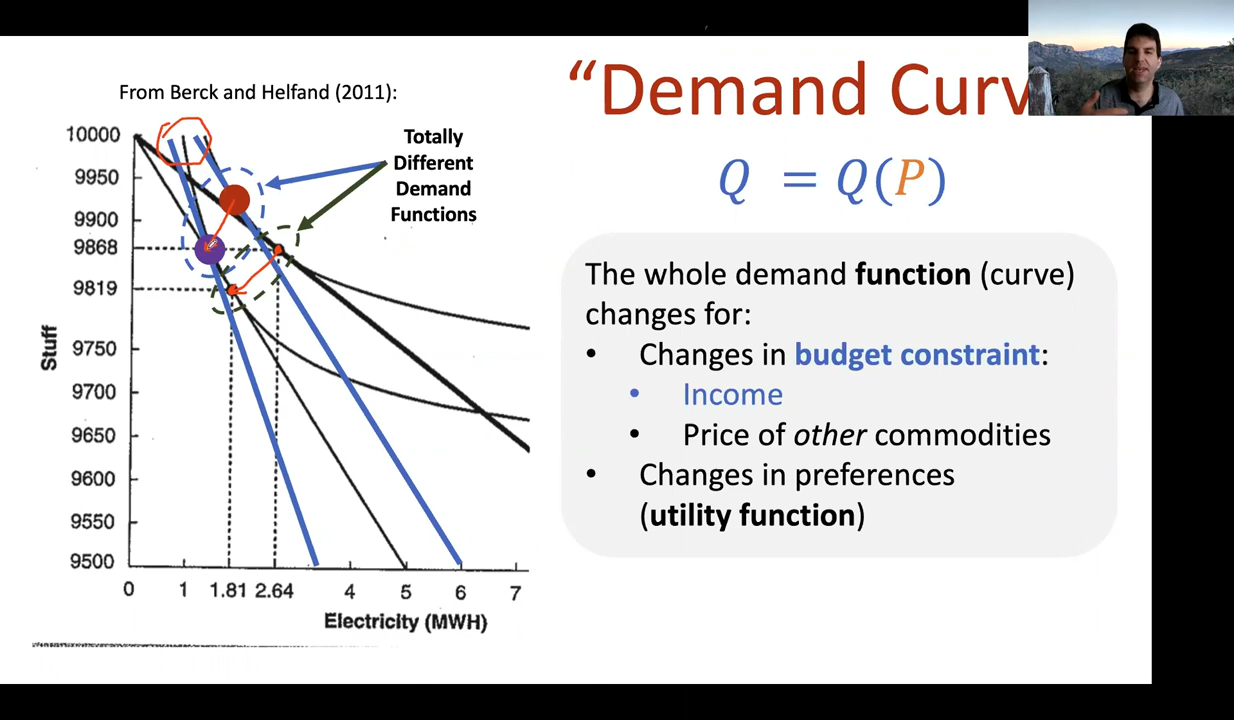 From Berck and Helfand (2011):
10000
9950
9900
9868
9819
9750
9700
9650
9600
9550
9500
Stuff
0 1 1.81 2.64 4 5 6 7
Electricity (MWH)
Totally
Different
Demand
Functions
“Demand Curv
Q = Q(P)
The whole demand function (curve)
changes for:
• Changes in budget constraint:
• Income
• Price of other commodities
• Changes in preferences
(utility function)